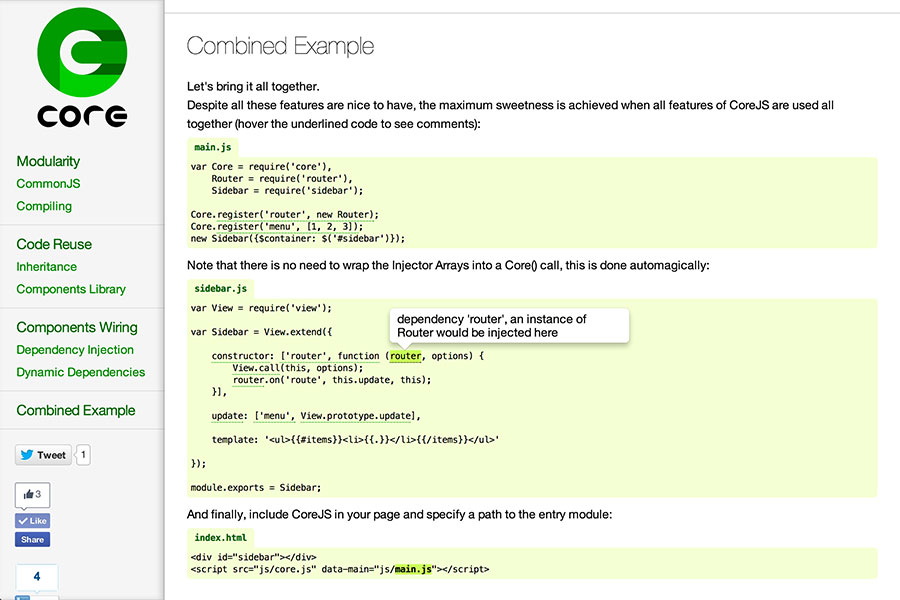 core
Modularity
CommonJS
Compiling
Code Reuse
Inheritance
Components Library
Components Wiring
Dependency Injection
Dynamic Dependencies
Combined Example
Tweet 1
3
Like
Share
4
Combined Example
Let's bring it all together.
Despite all these features are nice to have, the maximum sweetness is achieved when all features of CoreJS are used all
together (hover the underlined code to see comments):
main.js
var Core = require('core'),
    Router = require('router'),
    Sidebar = require('sidebar');
Core.register('router', new Router);
Core.register('menu', [1, 2, 3]);
new Sidebar({$container: $('#sidebar')});
Note that there is no need to wrap the Injector Arrays into a Core() call, this is done automagically:
sidebar.js
var View = require('view');
var Sidebar = View.extend({
dependency 'router', an instance of
Router would be injected here
    constructor: ['router', function (router, options) {
        View.call(this, options);
        router.on('route', this.update, this);
    }],
    update: ['menu', View.prototype.update],
    template: '<ul>{{#items}}<li>{{.}}</li>{{/items}}</ul>'
});
module.exports = Sidebar;
And finally, include CoreJS in your page and specify a path to the entry module:
index.html
<div id="sidebar"></div>
<script src="js/core.js" data-main="js/main.js"></script>